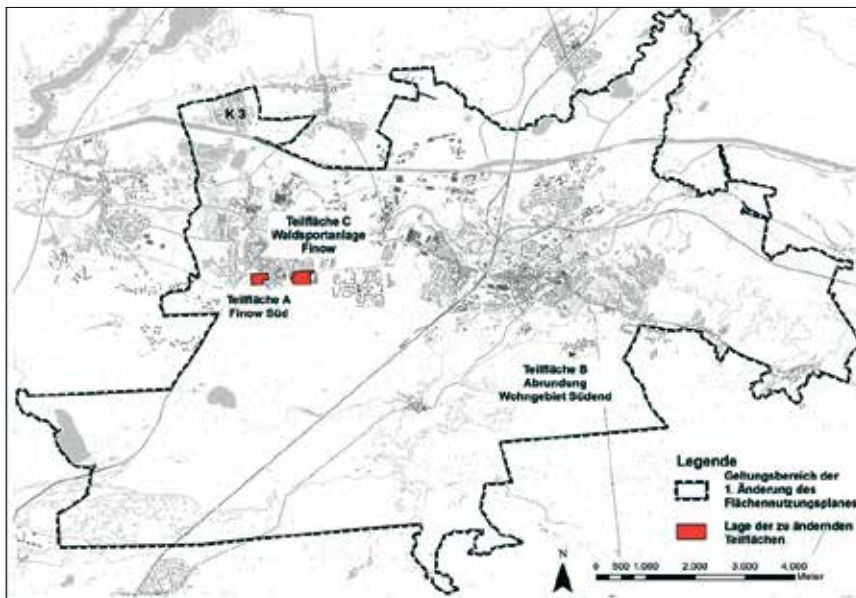 K 3
Teilfläche C
Waldsportanlage
Finow
Teilfläche A
Finow Süd
Teilfläche B
Abrundung
Wohngebiet Südend
Legende
Geltungsbereich der
1. Änderung des
Flächennutzungsplanes
Lage der zu ändernden
Teilflächen
N
0 500 1.000 2.000 3.000 4.000
Meter